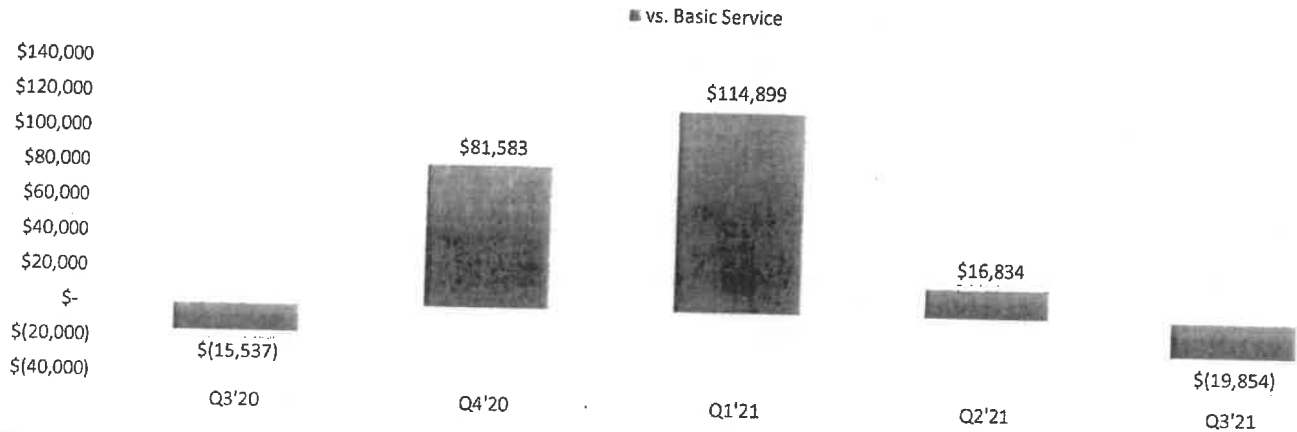 vs. Basic Service
$140,000
$120,000
$100,000
$80,000
$60,000
$40,000
$20,000
$-
$(20,000)
$(40,000)
$(15,537)
$81,583
$114,899
$16,834
$(19,854)
Q3'20
Q4'20
Q1'21
Q2'21
Q3'21